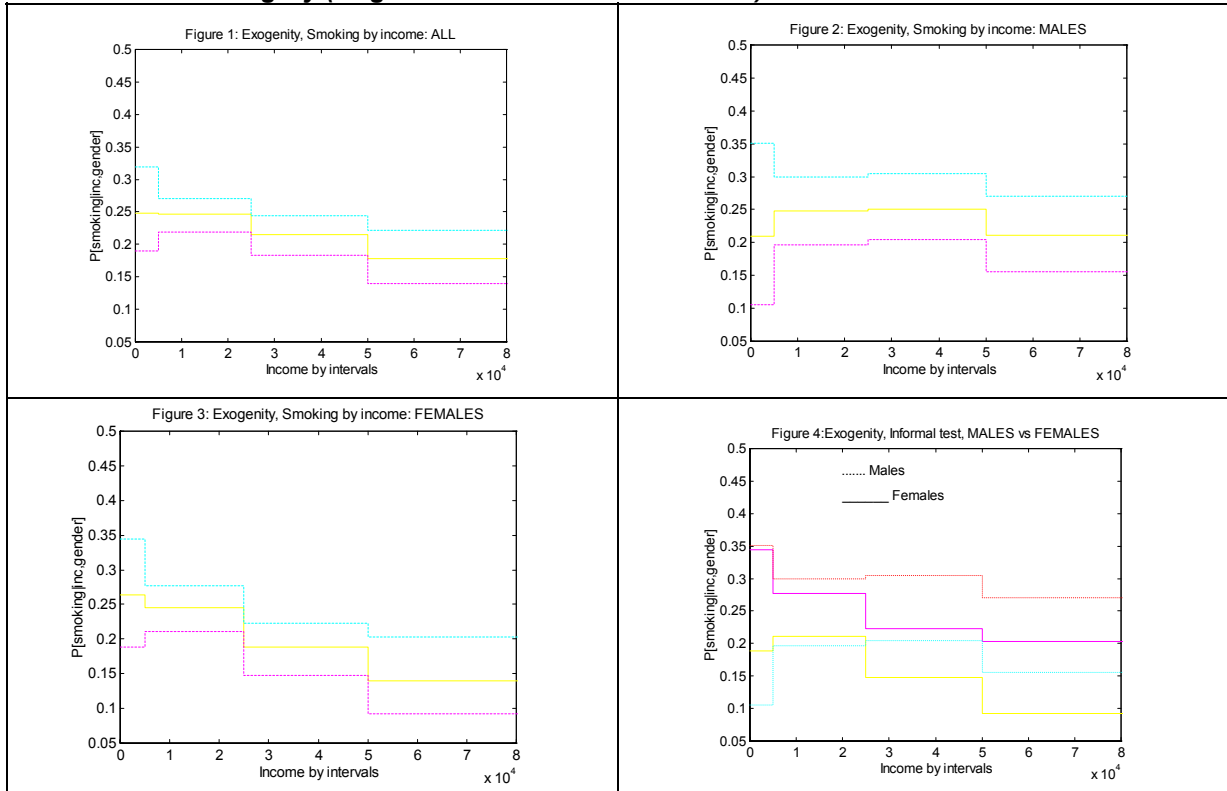 Figure 1: Exogenity, Smoking by income: ALL
0.5
0.45
0.4
0.35
0.3
0.25
0.2
0.15
0.1
0.05
P[smoking|inc,gender]
0 1 2 3 4 5 6 7 8
Income by intervals
x 10^4
Figure 2: Exogenity, Smoking by income: MALES
0.5
0.45
0.4
0.35
0.3
0.25
0.2
0.15
0.1
0.05
P[smoking|inc,gender]
0 1 2 3 4 5 6 7 8
Income by intervals
x 10^4
Figure 3: Exogenity, Smoking by income: FEMALES
0.5
0.45
0.4
0.35
0.3
0.25
0.2
0.15
0.1
0.05
P[smoking|inc,gender]
0 1 2 3 4 5 6 7 8
Income by intervals
x 10^4
Figure 4:Exogenity, Informal test, MALES vs FEMALES
....... Males
Females
0.5
0.45
0.4
0.35
0.3
0.25
0.2
0.15
0.1
0.05
P[smoking|inc,gender]
0 1 2 3 4 5 6 7 8
Income by intervals
x 10^4